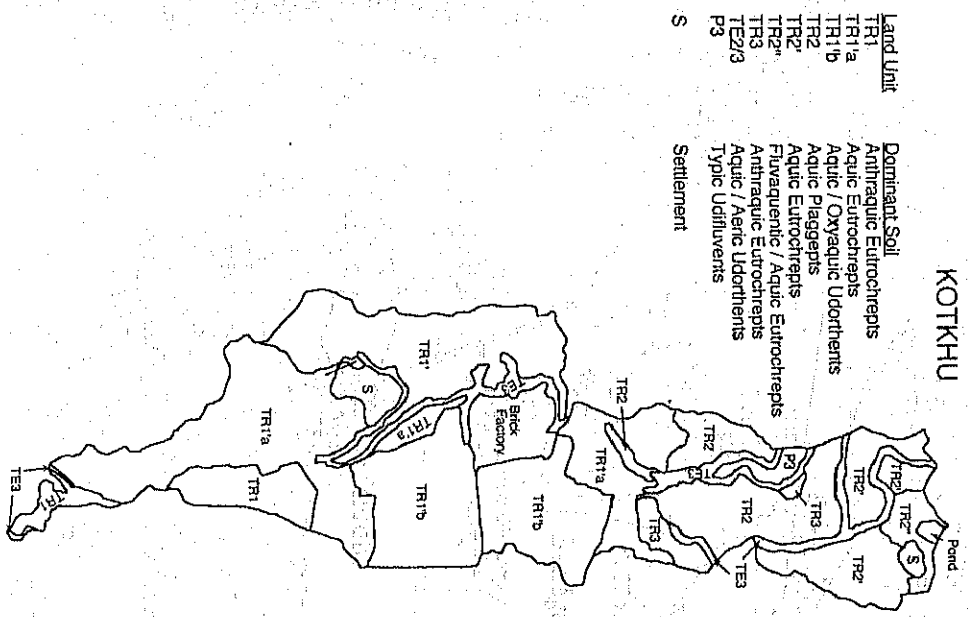 KOTKHU
Land Unit Dominant Soil
TR1 Anthraquic Eutrochrepts
TR1'a Aquic Eutrochrepts
TR1'b Aquic / Oxyaquic Udorthents
TR2 Aquic Plaggepts
TR2' Aquic Eutrochrepts
TR2" Fluvaquentic / Aquic Eutrochrepts
TR3 Anthraquic Eutrochrepts
TE2/3 Aquic / Aeric Udorthents
P3 Typic Udifluvents
S Settlement
Pond
S
TR2"
TR2'
TR2'
TR2'
TR3
P3
TR2
TR2
TE3
TR3
TR2
TR1'a
TR1'b
Brick
Factory
TR1'b
TR1'a
TR1'
S
TR1'a
TR1
TR1
TE3